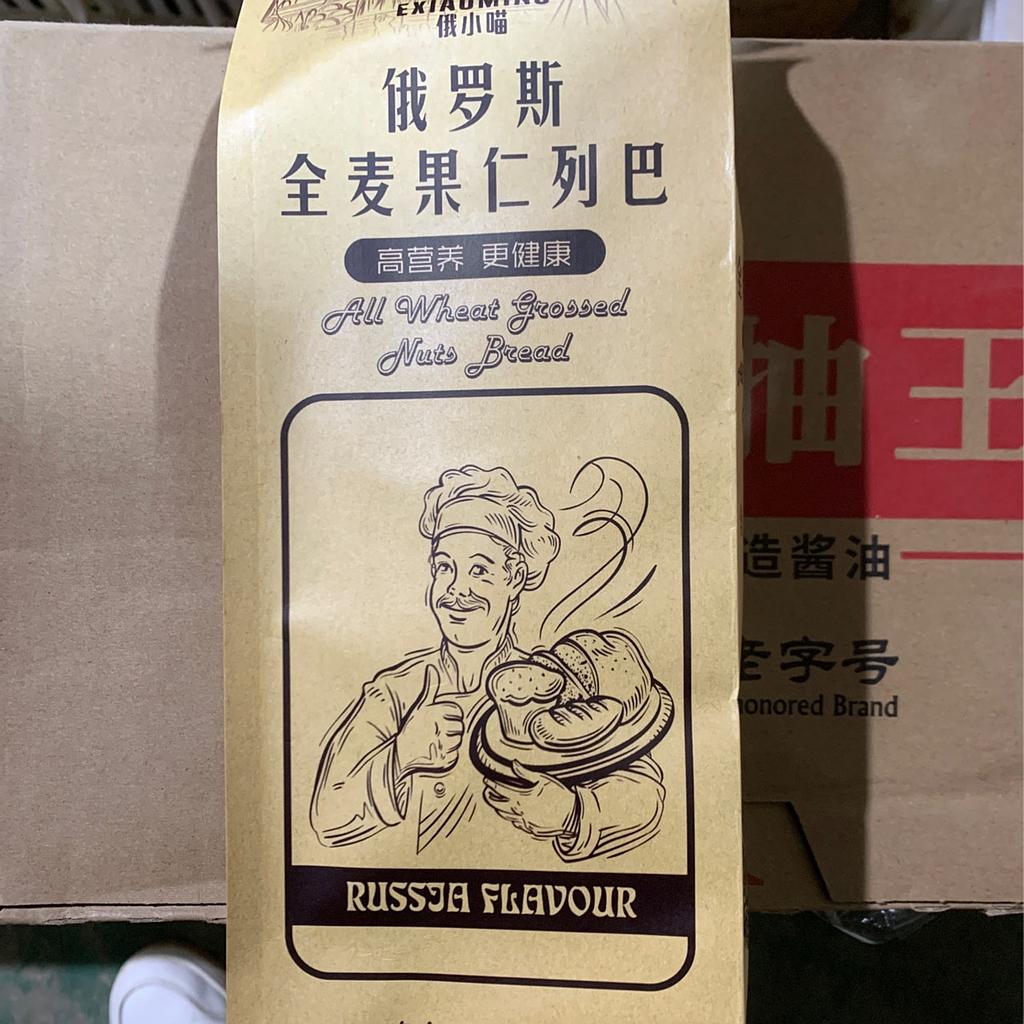 EXIAOMING
俄小喵
俄罗斯
全麦果仁列巴
高营养 更健康
All Wheat Grossed
Nuts Bread
RUSSJA FLAVOUR
抽王
造酱油
老字号
honored Brand